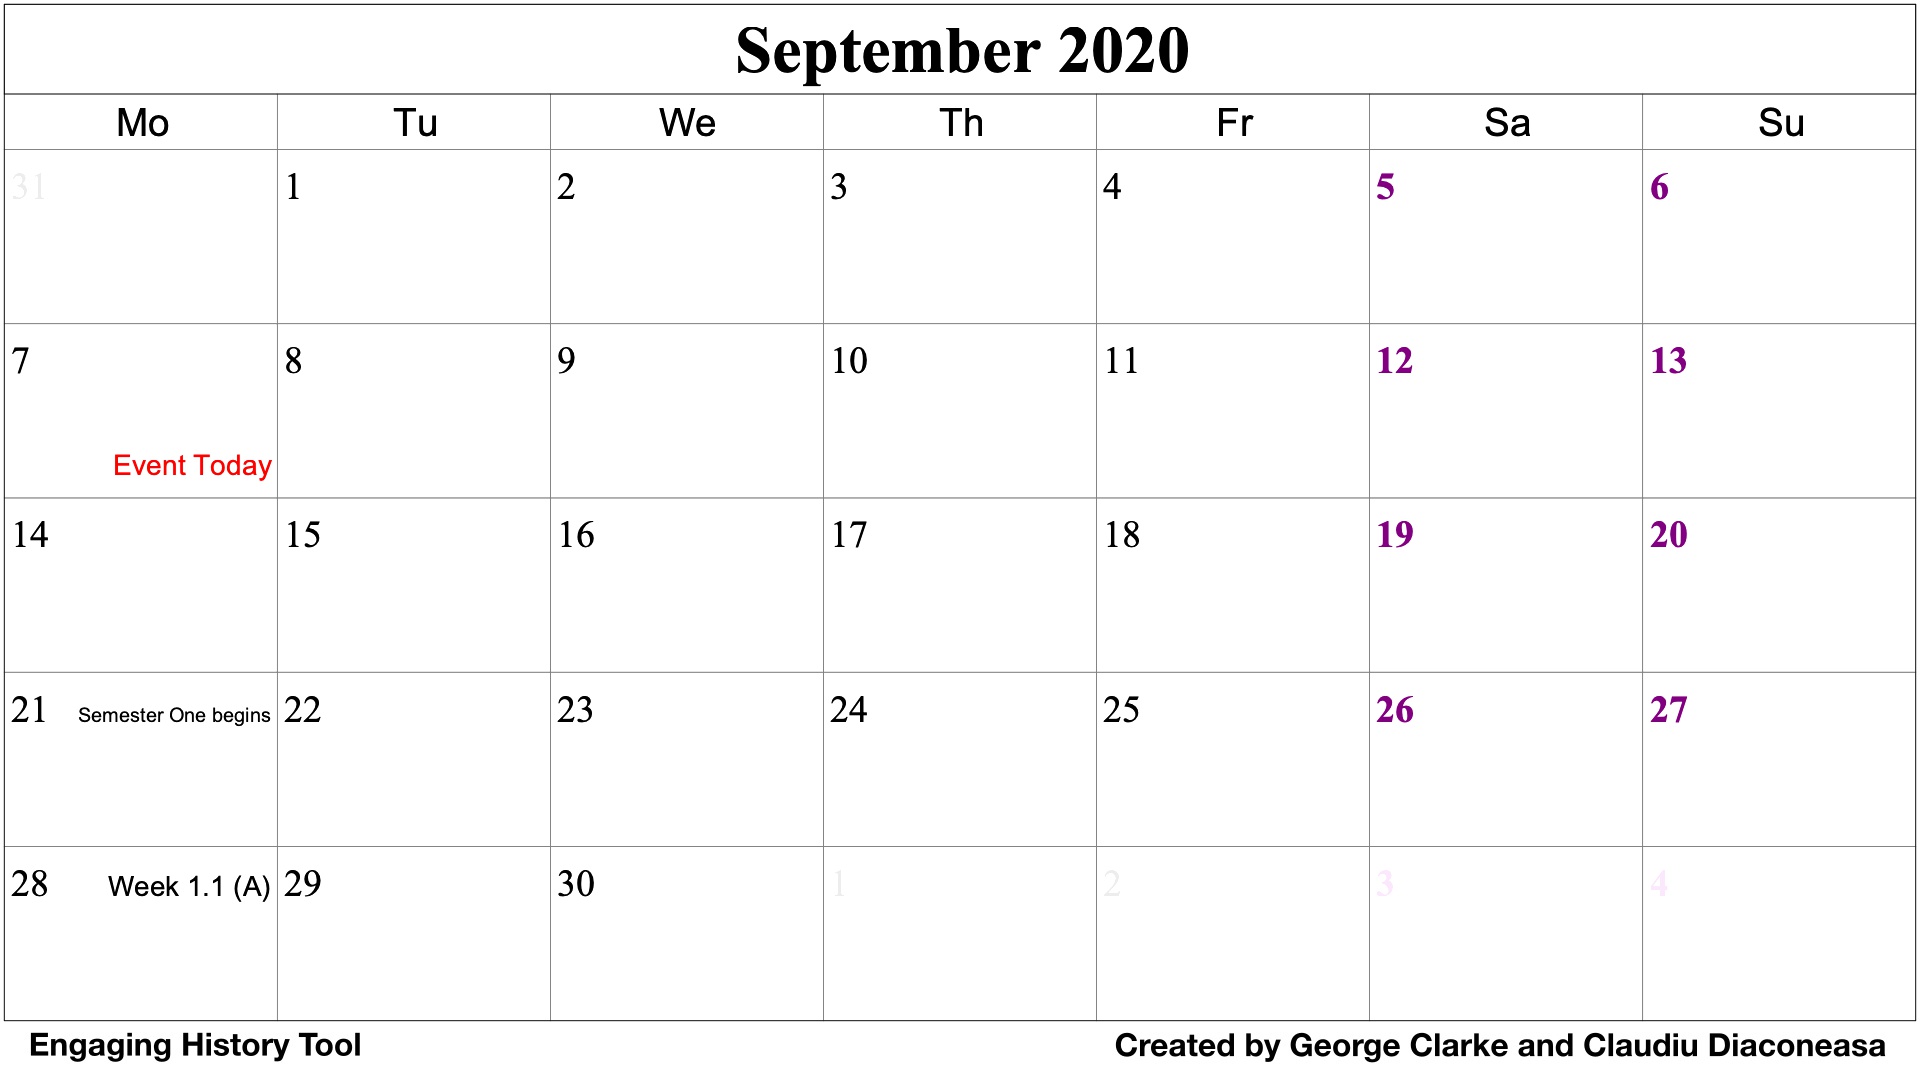 September 2020
Mo Tu We Th Fr Sa Su
31 1 2 3 4 5 6
7 8 9 10 11 12 13
Event Today
14 15 16 17 18 19 20
21 Semester One begins 22 23 24 25 26 27
28 Week 1.1 (A) 29 30 1 2 3 4
Engaging History Tool Created by George Clarke and Claudiu Diaconeasa